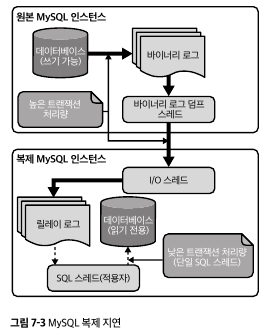 원본 MySQL 인스턴스
데이터베이스
(쓰기 가능)
바이너리 로그
높은 트랜잭션
처리량
바이너리 로그 덤프
스레드
복제 MySQL 인스턴스
I/O 스레드
릴레이 로그
데이터베이스
(읽기 전용)
낮은 트랜잭션 처리량
(단일 SQL 스레드)
SQL 스레드(적용자)
그림 7-3 MySQL 복제 지연